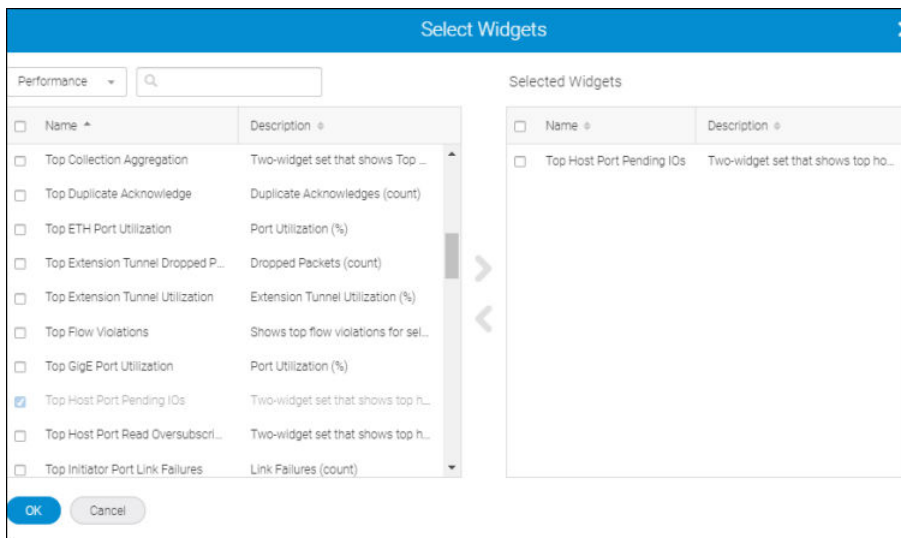 Select Widgets
Performance
Selected Widgets
Name Description
Name Description
Top Collection Aggregation Two-widget set that shows Top ...
Top Host Port Pending IOs Two-widget set that shows top ho...
Top Duplicate Acknowledge Duplicate Acknowledges (count)
Top ETH Port Utilization Port Utilization (%)
Top Extension Tunnel Dropped P... Dropped Packets (count)
Top Extension Tunnel Utilization Extension Tunnel Utilization (%)
Top Flow Violations Shows top flow violations for sel...
Top GigE Port Utilization Port Utilization (%)
Top Host Port Pending IOs Two-widget set that shows top h...
Top Host Port Read Oversubscri... Two-widget set that shows top h...
Top Initiator Port Link Failures Link Failures (count)
OK Cancel